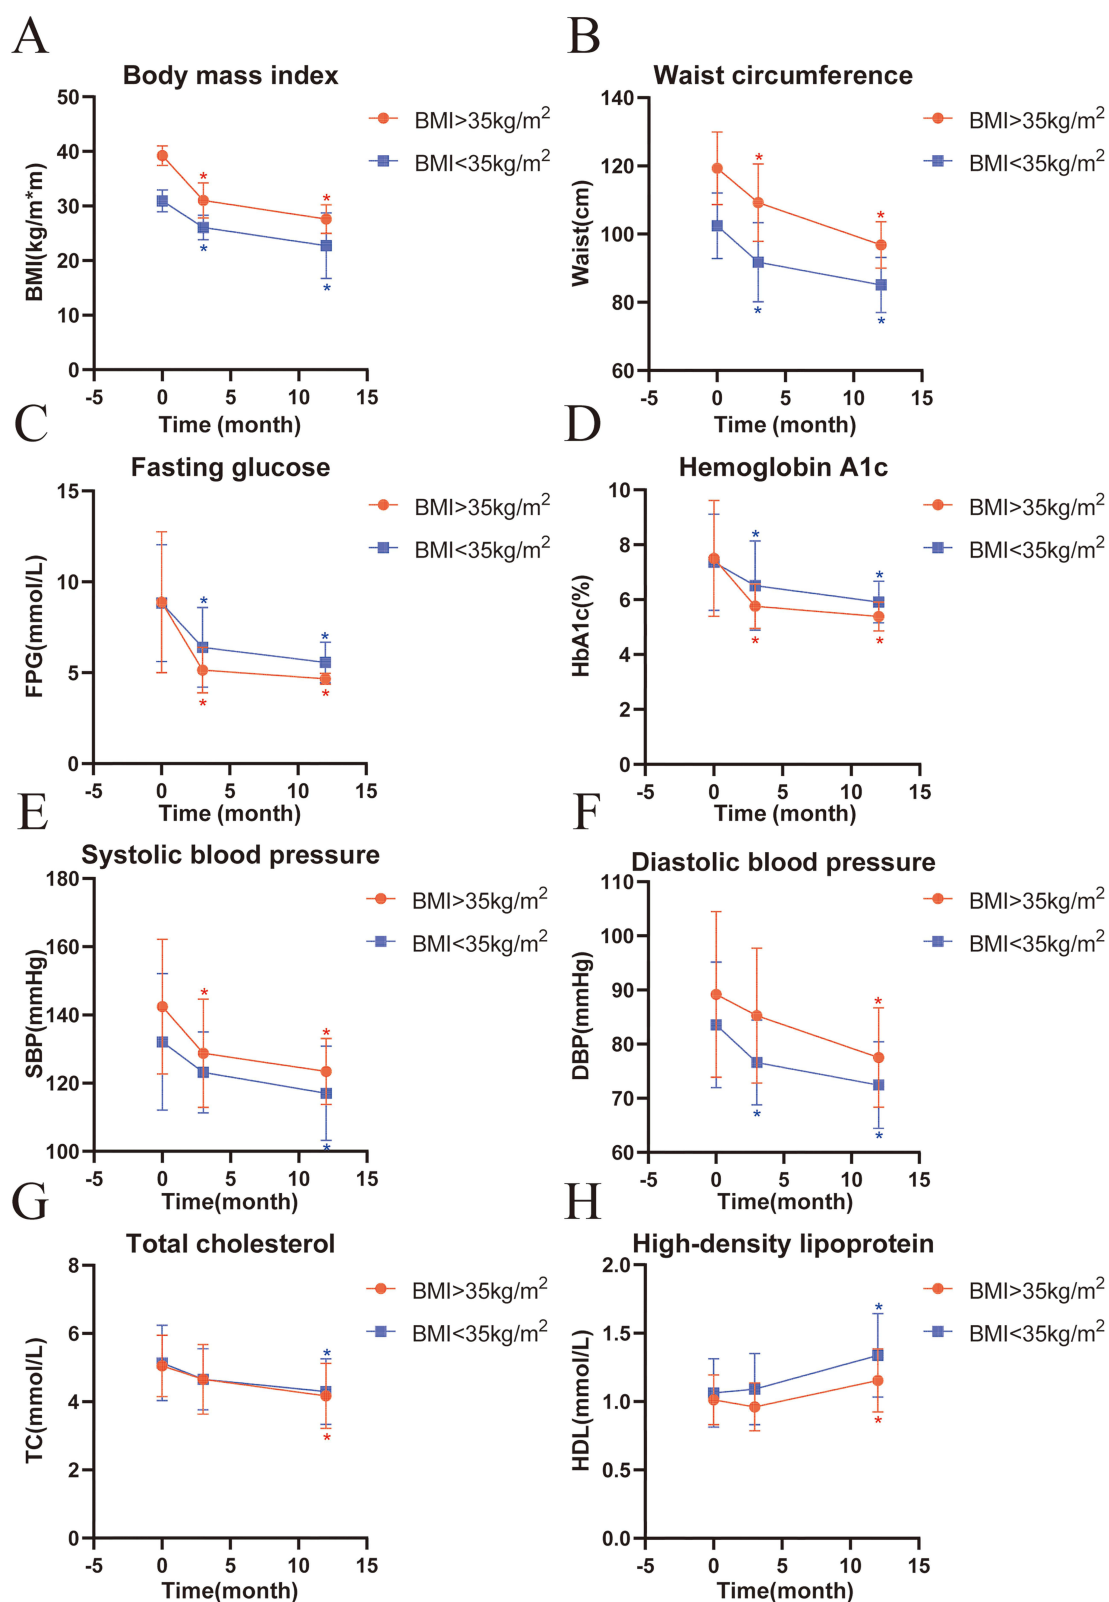 A
Body mass index
BMI(kg/m*m)
50
40
30
20
10
0
-5 0 5 10 15
Time (month)
BMI>35kg/m2
BMI<35kg/m2
*
*
*
*
B
Waist circumference
Waist(cm)
140
120
100
80
60
-5 0 5 10 15
Time (month)
BMI>35kg/m2
BMI<35kg/m2
*
*
*
*
C
Fasting glucose
FPG(mmol/L)
15
10
5
0
-5 0 5 10 15
Time (month)
BMI>35kg/m2
BMI<35kg/m2
*
*
*
*
D
Hemoglobin A1c
HbA1c(%)
10
8
6
4
2
0
-5 0 5 10 15
Time (month)
BMI>35kg/m2
BMI<35kg/m2
*
*
*
*
E
Systolic blood pressure
SBP(mmHg)
180
160
140
120
100
-5 0 5 10 15
Time(month)
BMI>35kg/m2
BMI<35kg/m2
*
*
*
F
Diastolic blood pressure
DBP(mmHg)
110
100
90
80
70
60
-5 0 5 10 15
Time(month)
BMI>35kg/m2
BMI<35kg/m2
*
*
*
G
Total cholesterol
TC(mmol/L)
8
6
4
2
0
-5 0 5 10 15
Time(month)
BMI>35kg/m2
BMI<35kg/m2
*
*
H
High-density lipoprotein
HDL(mmol/L)
2.0
1.5
1.0
0.5
0.0
-5 0 5 10 15
Time(month)
BMI>35kg/m2
BMI<35kg/m2
*
*